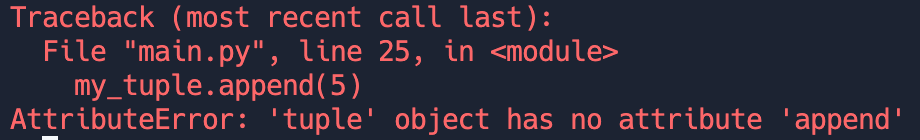 Traceback (most recent call last):
  File "main.py", line 25, in <module>
    my_tuple.append(5)
AttributeError: 'tuple' object has no attribute 'append'